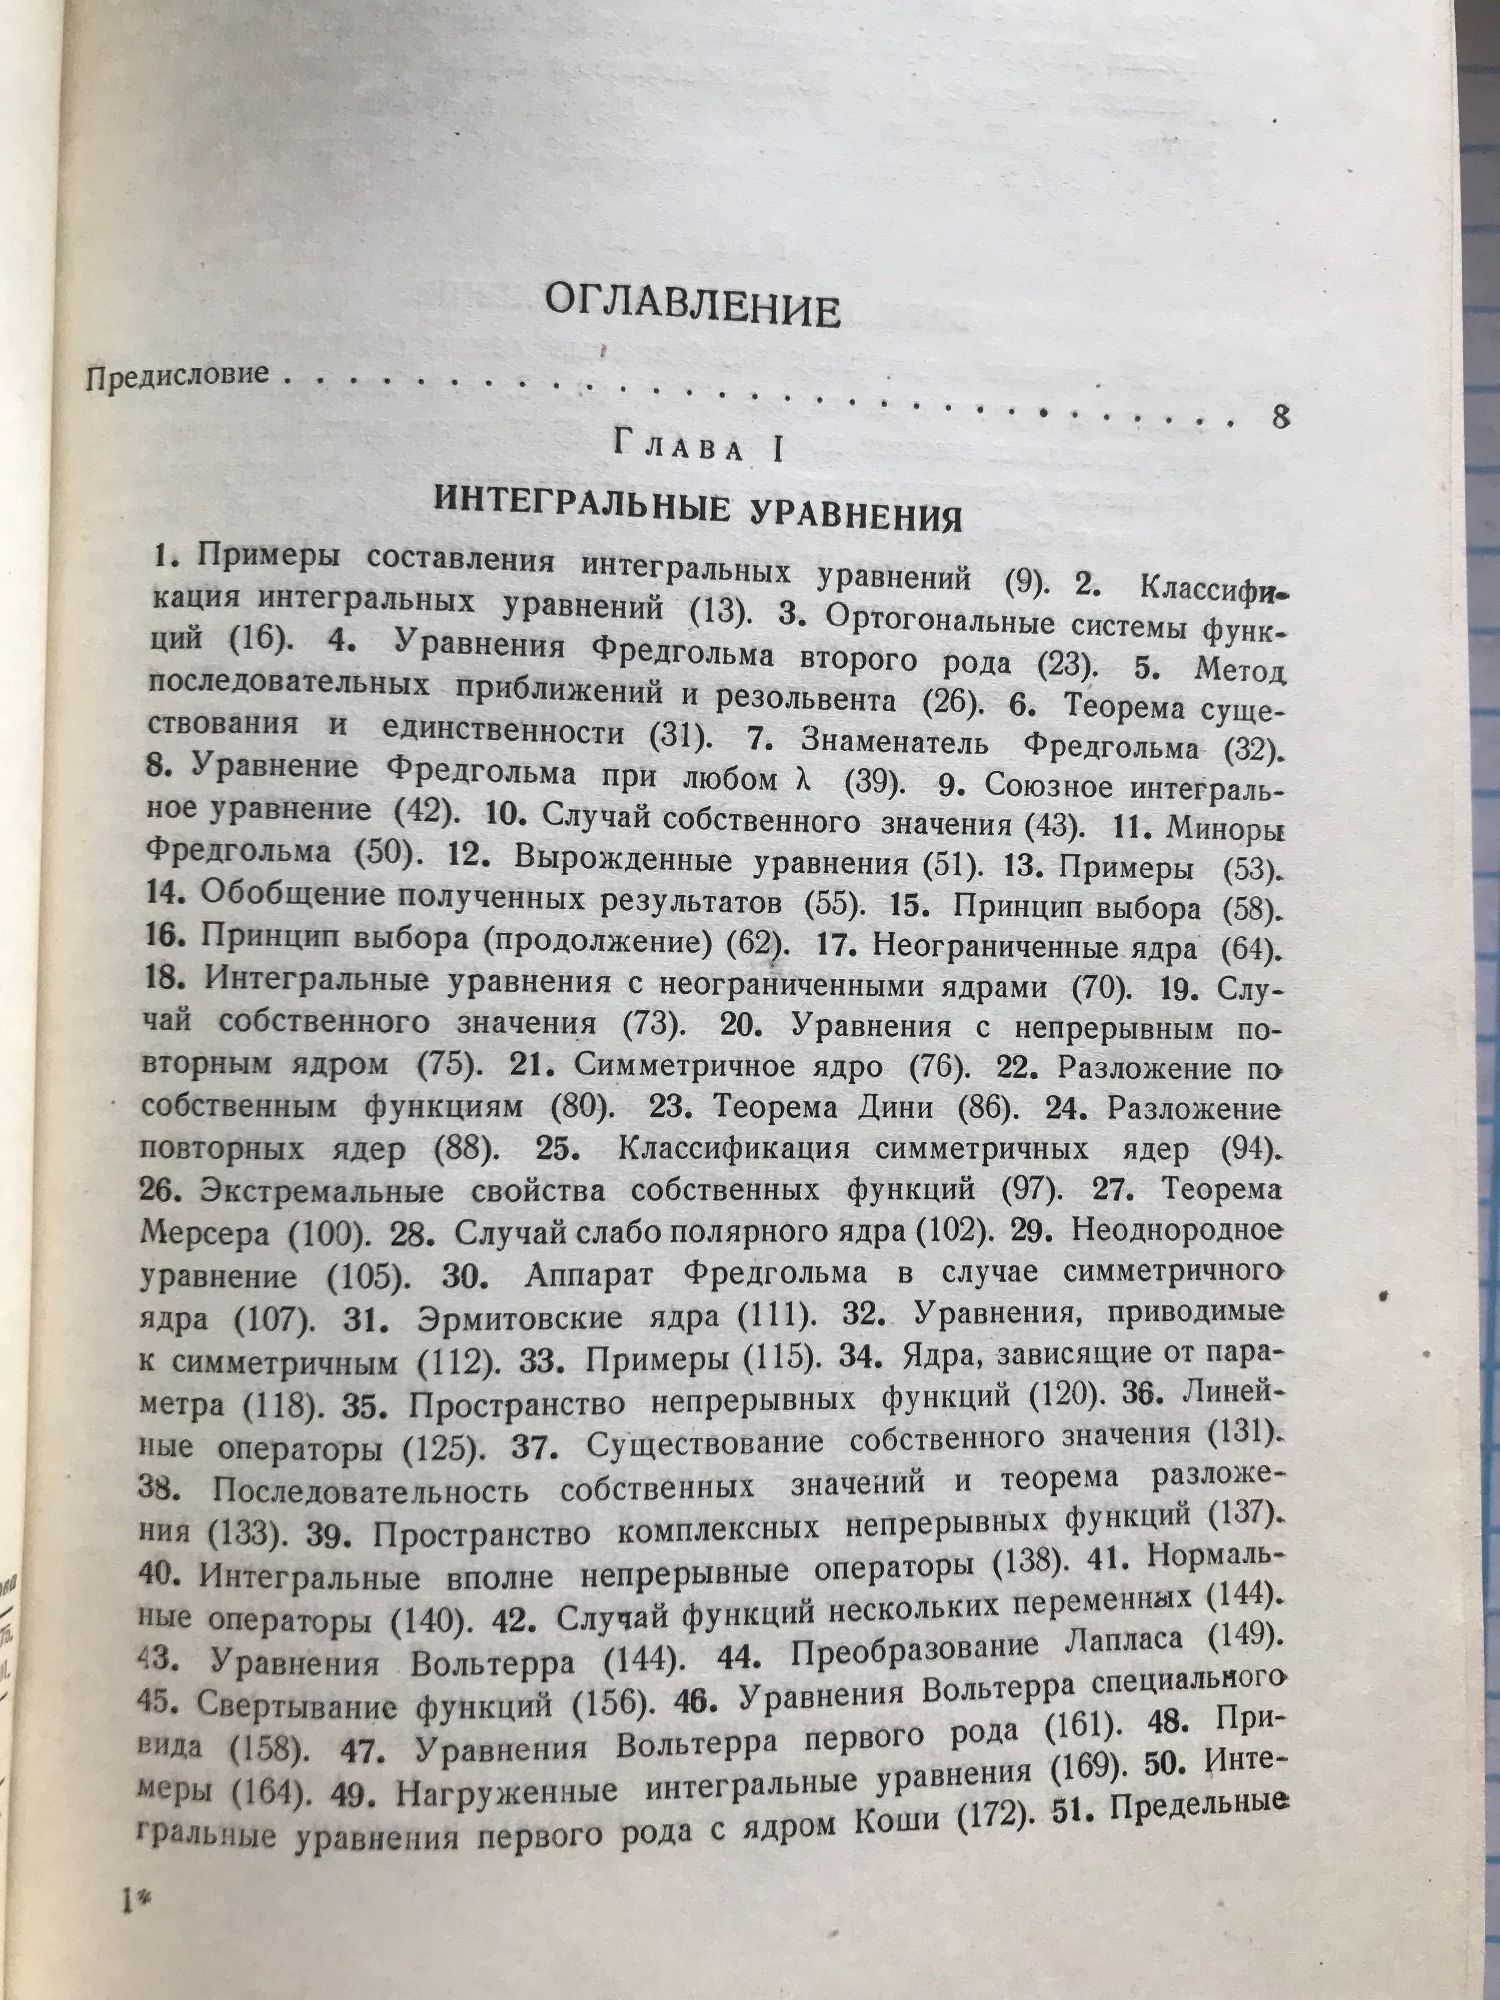 ОГЛАВЛЕНИЕ
Предисловие . . . . . . . . . . . . . . . . . . . . . . . . . . . . . . 8
Глава I
ИНТЕГРАЛЬНЫЕ УРАВНЕНИЯ
1. Примеры составления интегральных уравнений (9). 2. Классифи-
кация интегральных уравнений (13). 3. Ортогональные системы функ-
ций (16). 4. Уравнения Фредгольма второго рода (23). 5. Метод
последовательных приближений и резольвента (26). 6. Теорема суще-
ствования и единственности (31). 7. Знаменатель Фредгольма (32).
8. Уравнение Фредгольма при любом λ (39). 9. Союзное интеграль-
ное уравнение (42). 10. Случай собственного значения (43). 11. Миноры
Фредгольма (50). 12. Вырожденные уравнения (51). 13. Примеры (53).
14. Обобщение полученных результатов (55). 15. Принцип выбора (58).
16. Принцип выбора (продолжение) (62). 17. Неограниченные ядра (64).
18. Интегральные уравнения с неограниченными ядрами (70). 19. Слу-
чай собственного значения (73). 20. Уравнения с непрерывным по-
вторным ядром (75). 21. Симметричное ядро (76). 22. Разложение по
собственным функциям (80). 23. Теорема Дини (86). 24. Разложение
повторных ядер (88). 25. Классификация симметричных ядер (94).
26. Экстремальные свойства собственных функций (97). 27. Теорема
Мерсера (100). 28. Случай слабо полярного ядра (102). 29. Неоднородное
уравнение (105). 30. Аппарат Фредгольма в случае симметричного
ядра (107). 31. Эрмитовские ядра (111). 32. Уравнения, приводимые
к симметричным (112). 33. Примеры (115). 34. Ядра, зависящие от пара-
метра (118). 35. Пространство непрерывных функций (120). 36. Линей-
ные операторы (125). 37. Существование собственного значения (131).
38. Последовательность собственных значений и теорема разложе-
ния (133). 39. Пространство комплексных непрерывных функций (137).
40. Интегральные вполне непрерывные операторы (138). 41. Нормаль-
ные операторы (140). 42. Случай функций нескольких переменных (144).
43. Уравнения Вольтерра (144). 44. Преобразование Лапласа (149).
45. Свертывание функций (156). 46. Уравнения Вольтерра специального
вида (158). 47. Уравнения Вольтерра первого рода (161). 48. При-
меры (164). 49. Нагруженные интегральные уравнения (169). 50. Инте-
гральные уравнения первого рода с ядром Коши (172). 51. Предельные
1*